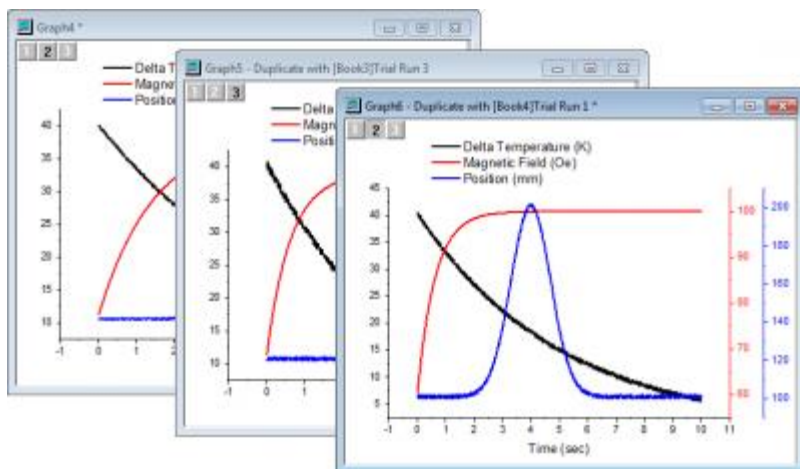 Graph4 *
1 2 3
Delta T
Magne
Position
40
35
30
25
20
15
10
-1 0 1 2
Graph5 - Duplicate with [Book3]Trial Run 3
1 2 3
Delta
Magn
Positi
40
35
30
25
20
15
10
-1 0 1
Graph6 - Duplicate with [Book4]Trial Run 1 *
1 2 3
Delta Temperature (K)
Magnetic Field (Oe)
Position (mm)
45
40
35
30
25
20
15
10
5
-1 0 1 2 3 4 5 6 7 8 9 10 11
Time (sec)
100
90
80
70
60
200
180
160
140
120
100